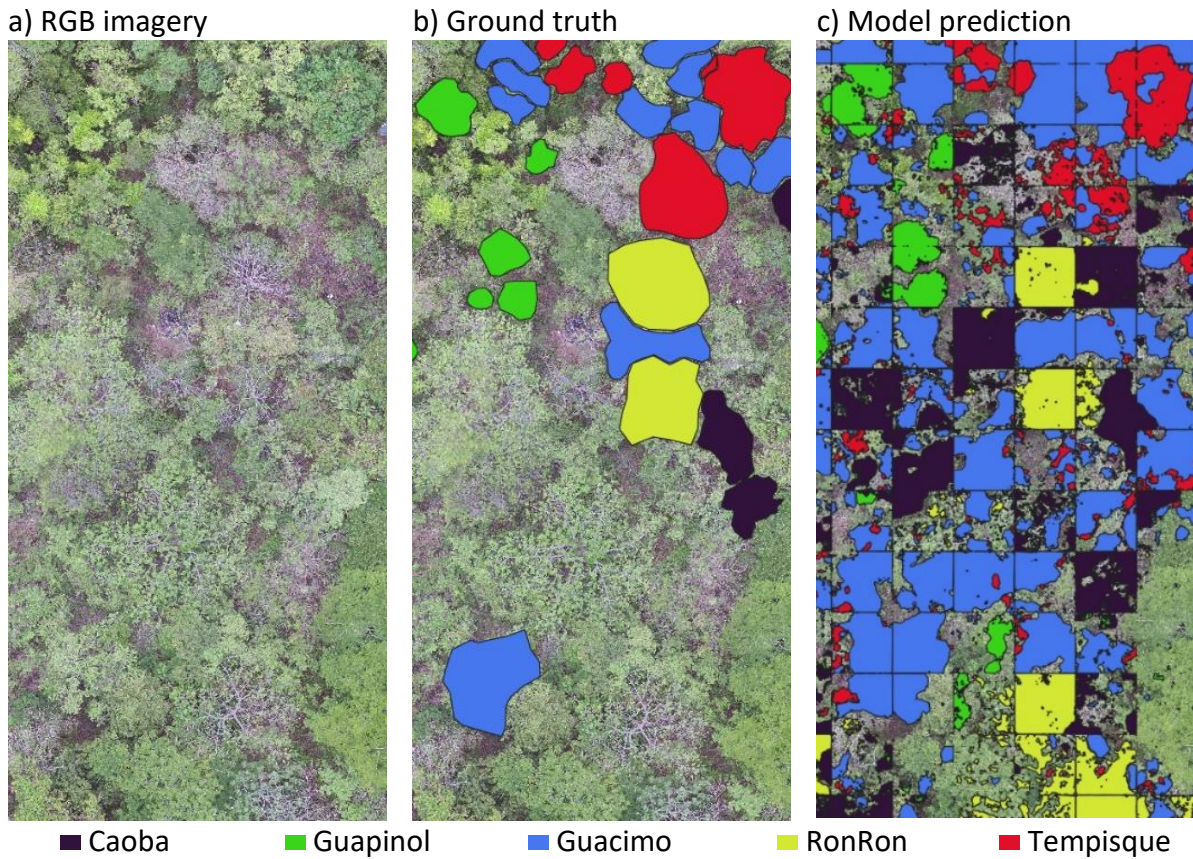 a) RGB imagery
b) Ground truth
c) Model prediction
Caoba
Guapinol
Guacimo
RonRon
Tempisque